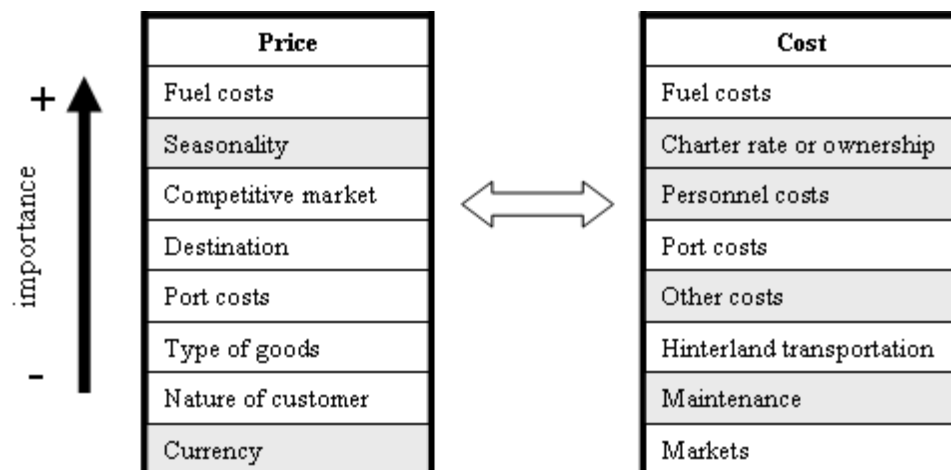 Price
Cost
+
Fuel costs
Fuel costs
Seasonality
Charter rate or ownership
Competitive market
Personnel costs
importance
Destination
Port costs
Port costs
Other costs
Type of goods
Hinterland transportation
-
Nature of customer
Maintenance
Currency
Markets